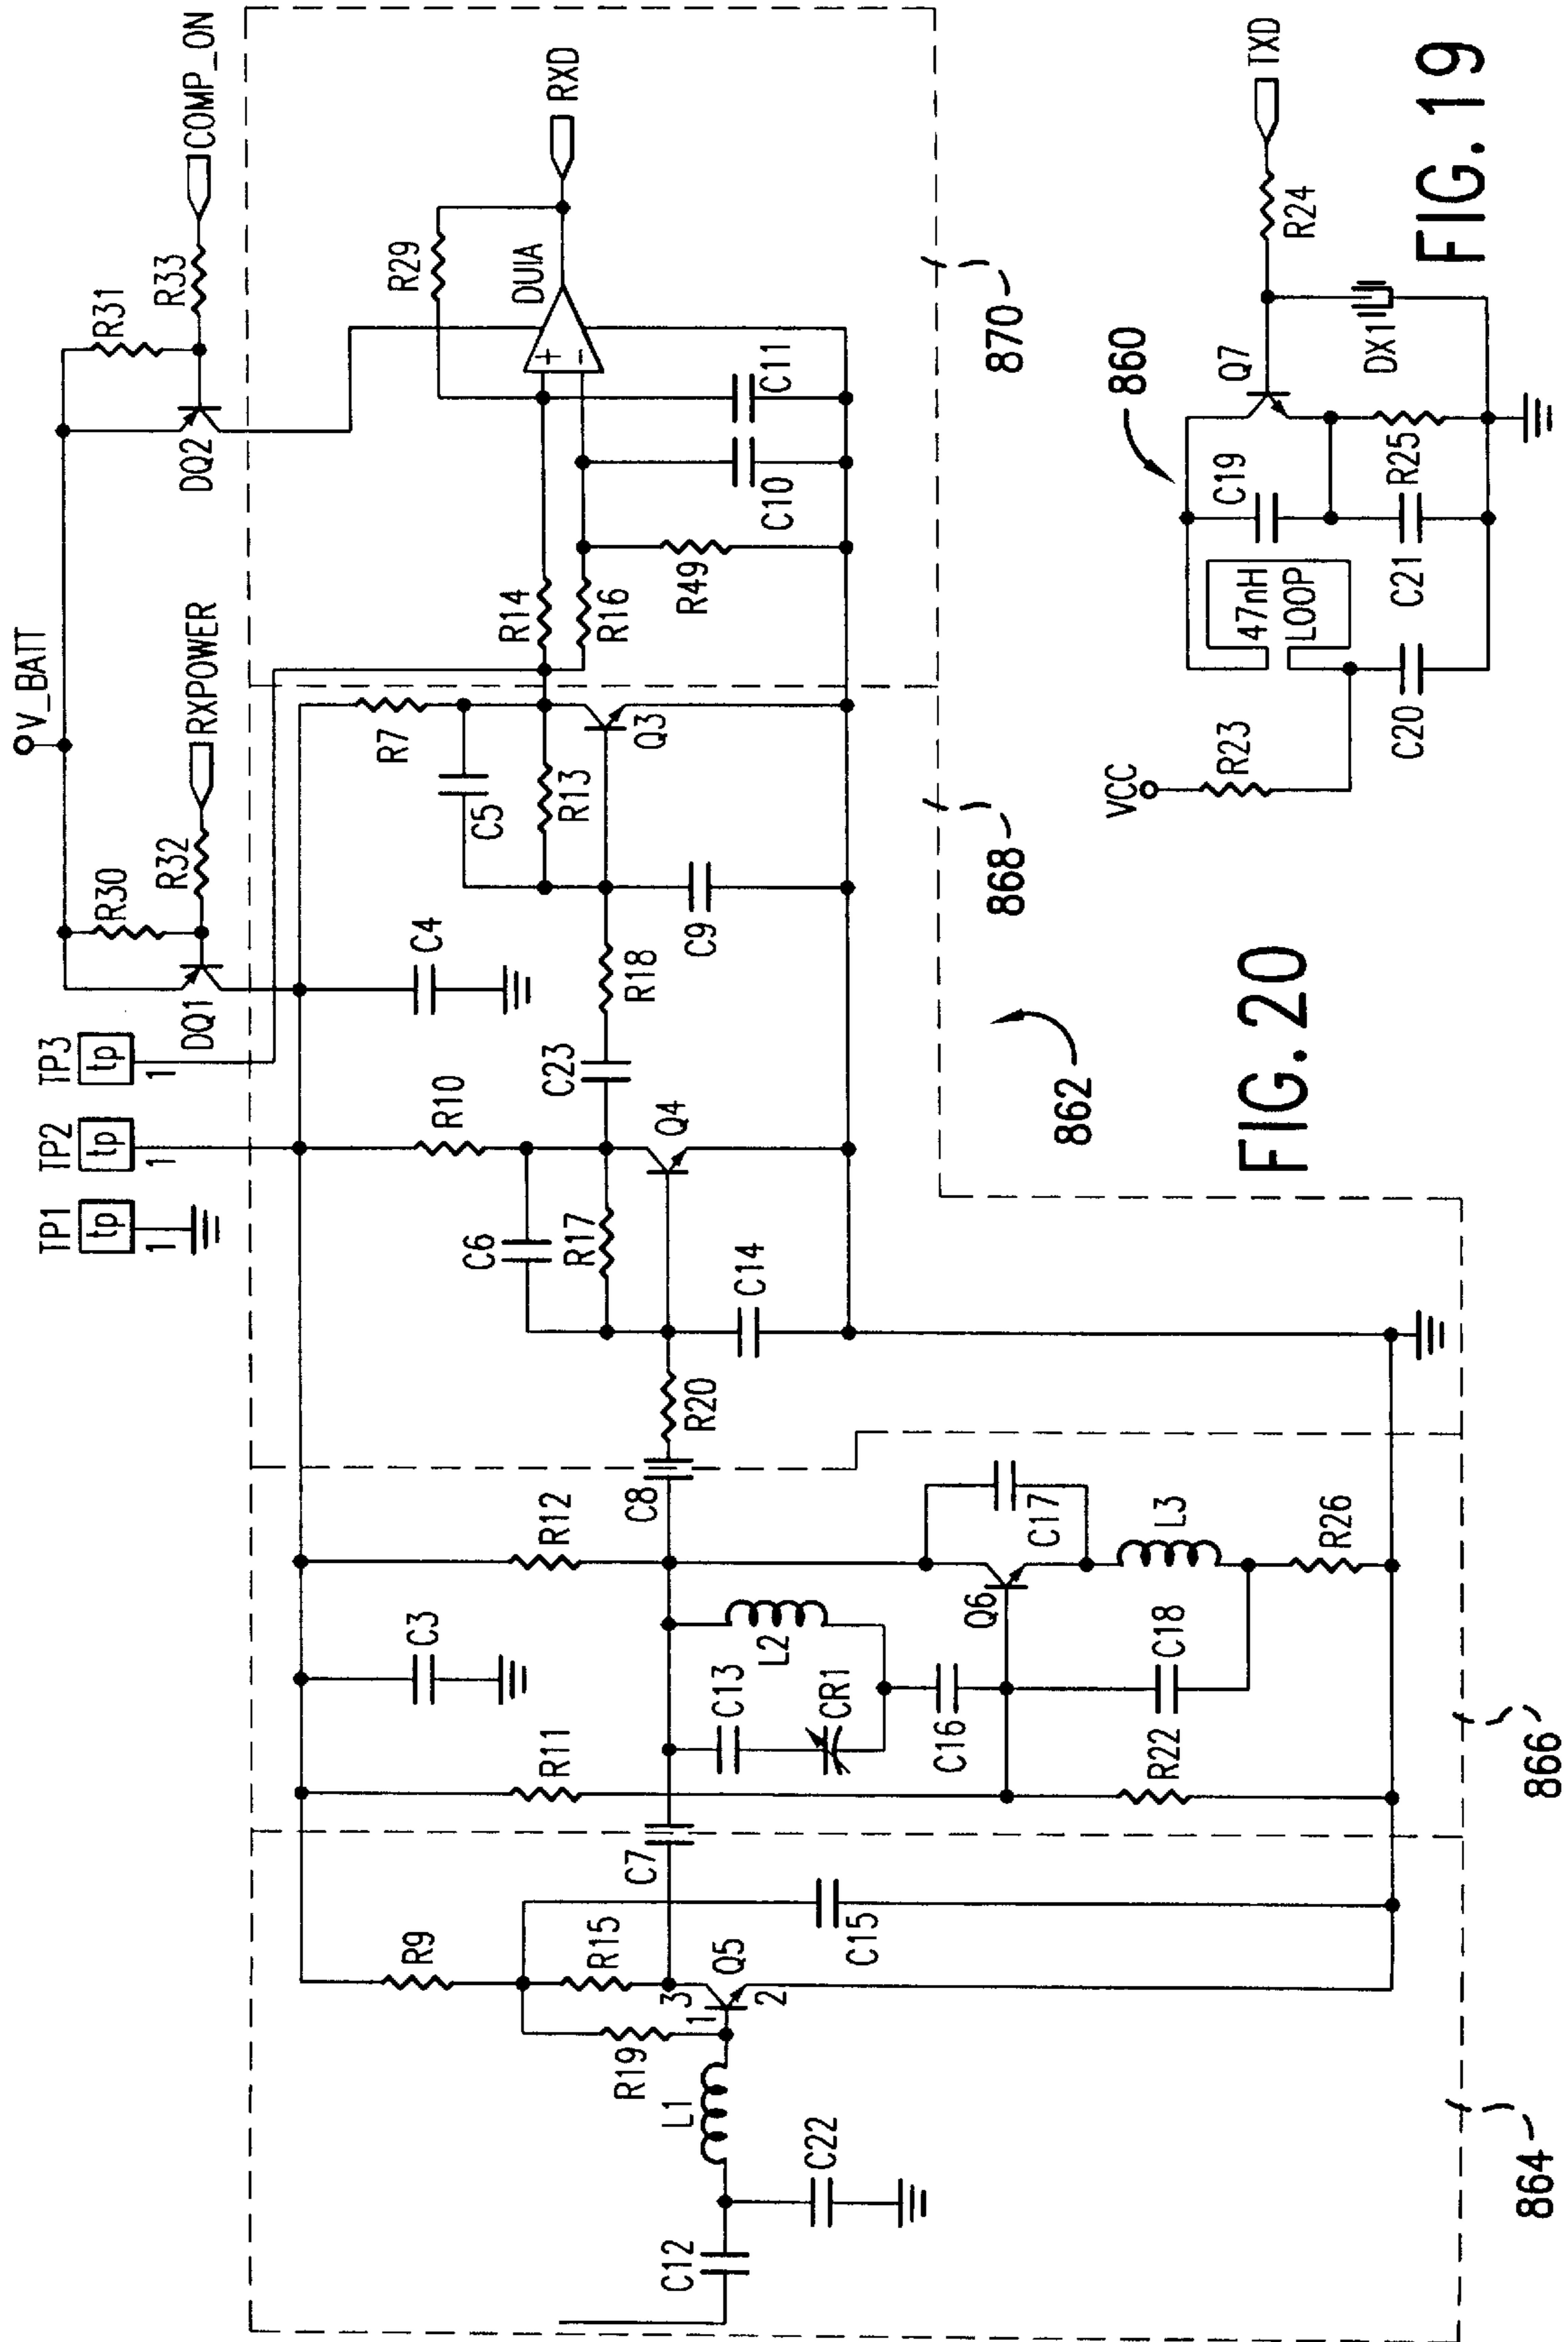 TP1
tp
1
TP2
tp
1
TP3
tp
1
V_BATT
R30
R32
RXPOWER
DQ1
R31
R33
COMP_ON
DQ2
C12
C22
L1
R19
R9
R15
3
1
2
Q5
C15
C7
R11
C3
R12
C13
CR1
L2
C16
R22
C18
Q6
C17
L3
R26
C8
R20
C6
R17
C14
R10
Q4
C4
C23
R18
C9
C5
R13
R7
Q3
R14
R16
R49
C10
C11
R29
DUIA
+
-
RXD
864
866
862
868
870
FIG. 20
VCC
R23
C20
47nH
LOOP
C19
C21
R25
Q7
860
DX1
R24
TXD
FIG. 19